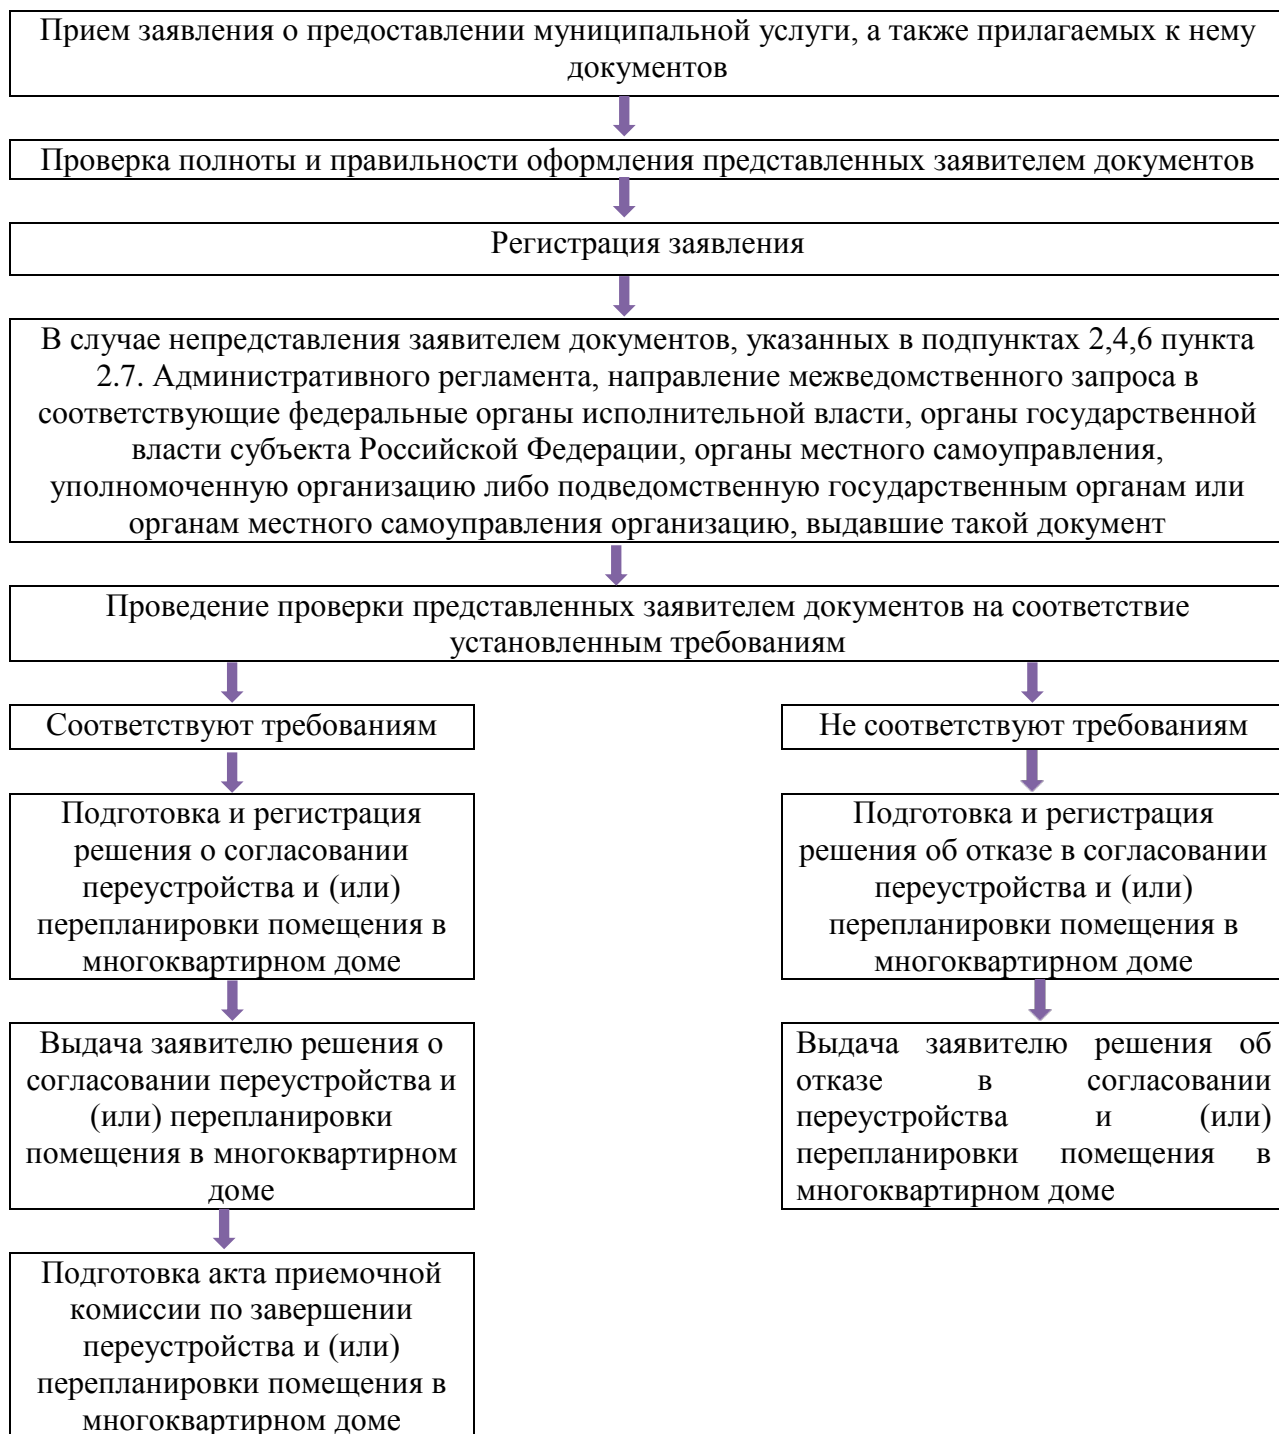 Прием заявления о предоставлении муниципальной услуги, а также прилагаемых к нему
документов
Проверка полноты и правильности оформления представленных заявителем документов
Регистрация заявления
В случае непредставления заявителем документов, указанных в подпунктах 2,4,6 пункта
2.7. Административного регламента, направление межведомственного запроса в
соответствующие федеральные органы исполнительной власти, органы государственной
власти субъекта Российской Федерации, органы местного самоуправления,
уполномоченную организацию либо подведомственную государственным органам или
органам местного самоуправления организацию, выдавшие такой документ
Проведение проверки представленных заявителем документов на соответствие
установленным требованиям
Соответствуют требованиям
Подготовка и регистрация
решения о согласовании
переустройства и (или)
перепланировки помещения в
многоквартирном доме
Выдача заявителю решения о
согласовании переустройства и
(или) перепланировки
помещения в многоквартирном
доме
Подготовка акта приемочной
комиссии по завершении
переустройства и (или)
перепланировки помещения в
многоквартирном доме
Не соответствуют требованиям
Подготовка и регистрация
решения об отказе в согласовании
переустройства и (или)
перепланировки помещения в
многоквартирном доме
Выдача заявителю решения об
отказе в согласовании
переустройства и (или)
перепланировки помещения в
многоквартирном доме